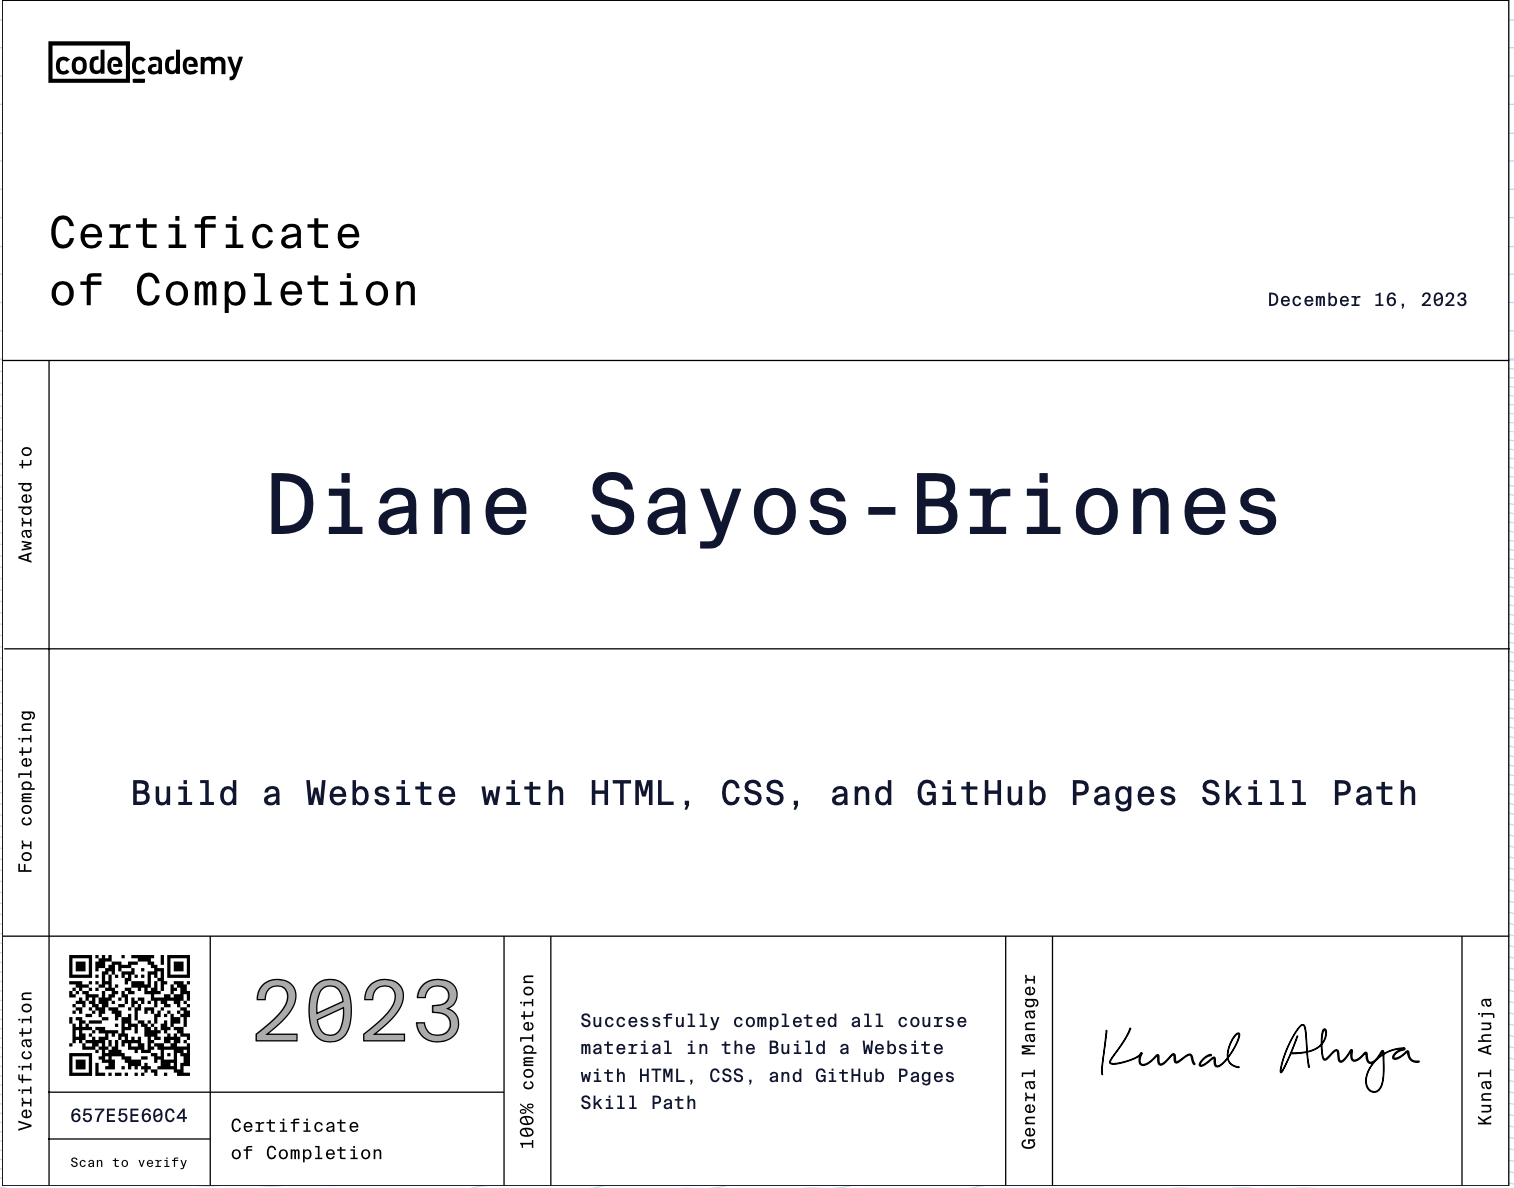 codecademy
Certificate
of Completion
December 16, 2023
Awarded to
Diane Sayos-Briones
For completing
Build a Website with HTML, CSS, and GitHub Pages Skill Path
Verification
657E5E60C4
Scan to verify
2023
Certificate
of Completion
100% completion
Successfully completed all course
material in the Build a Website
with HTML, CSS, and GitHub Pages
Skill Path
General Manager
Kunal Ahuja
Kunal Ahuja